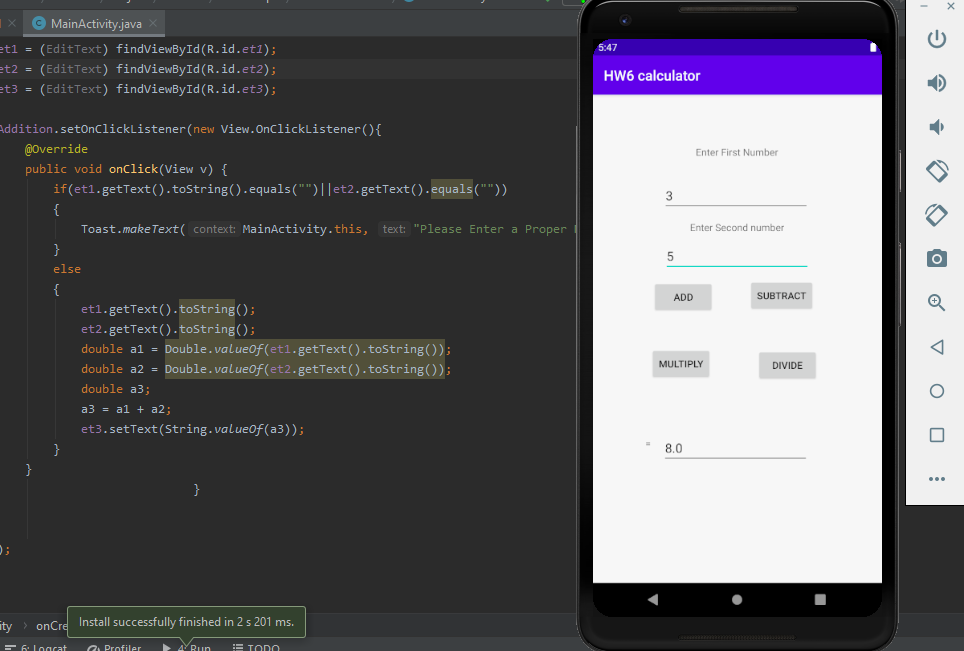 MainActivity.java
et1 = (EditText) findViewById(R.id.et1);
et2 = (EditText) findViewById(R.id.et2);
et3 = (EditText) findViewById(R.id.et3);
Addition.setOnClickListener(new View.OnClickListener(){
@Override
public void onClick(View v) {
if(et1.getText().toString().equals("")||et2.getText().equals(""))
{
Toast.makeText( context: MainActivity.this, text: "Please Enter a Proper
}
else
{
et1.getText().toString();
et2.getText().toString();
double a1 = Double.valueOf(et1.getText().toString());
double a2 = Double.valueOf(et2.getText().toString());
double a3;
a3 = a1 + a2;
et3.setText(String.valueOf(a3));
}
}
}
);
Install successfully finished in 2 s 201 ms.
ity onCre
6: Logcat Profiler 4: Run TODO
5:47
HW6 calculator
Enter First Number
3
Enter Second number
5
ADD SUBTRACT
MULTIPLY DIVIDE
= 8.0